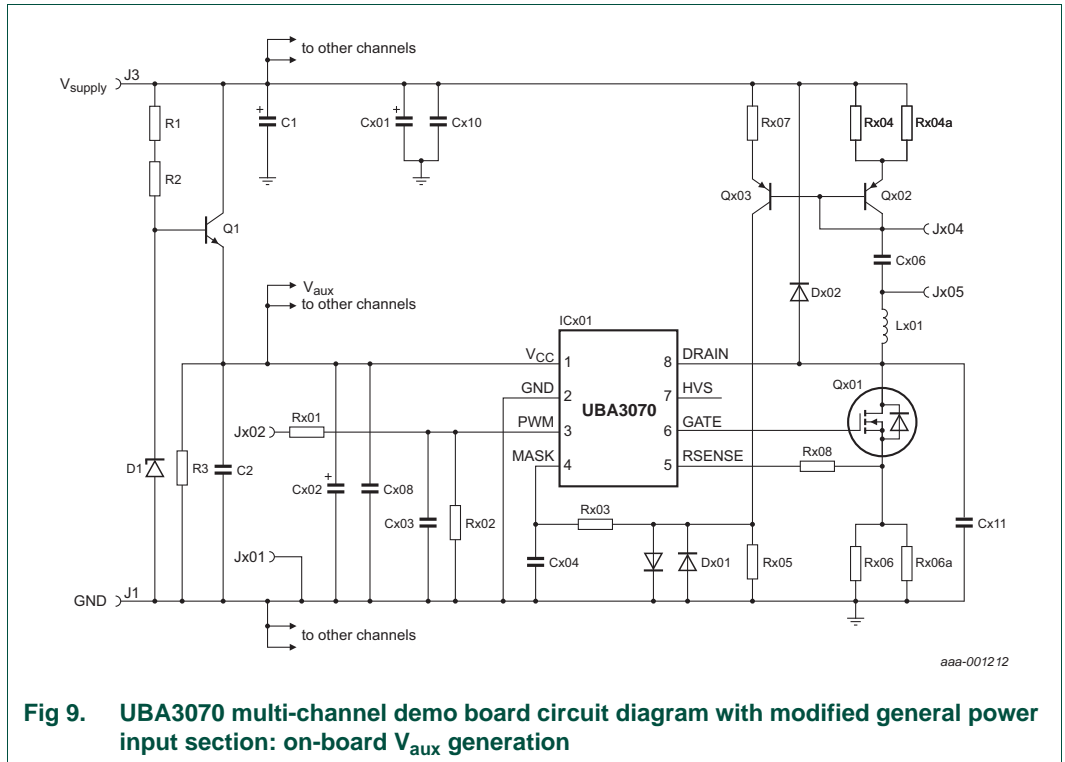 to other channels
Vsupply J3
R1
+ C1
Cx01 +
Cx10
Rx07
Rx04
Rx04a
R2
Qx03
Qx02
Q1
Jx04
Cx06
Vaux
to other channels
Dx02
Jx05
ICx01
Lx01
VCC 1
8 DRAIN
GND 2
7 HVS
Qx01
UBA3070
Rx01
PWM 3
6 GATE
Jx02
MASK 4
5 RSENSE
Rx08
D1
R3
C2
Cx02 +
Cx08
Cx03
Rx02
Rx03
Cx11
Jx01
Cx04
Dx01
Rx05
Rx06
Rx06a
GND J1
to other channels
aaa-001212
Fig 9. UBA3070 multi-channel demo board circuit diagram with modified general power
input section: on-board Vaux generation